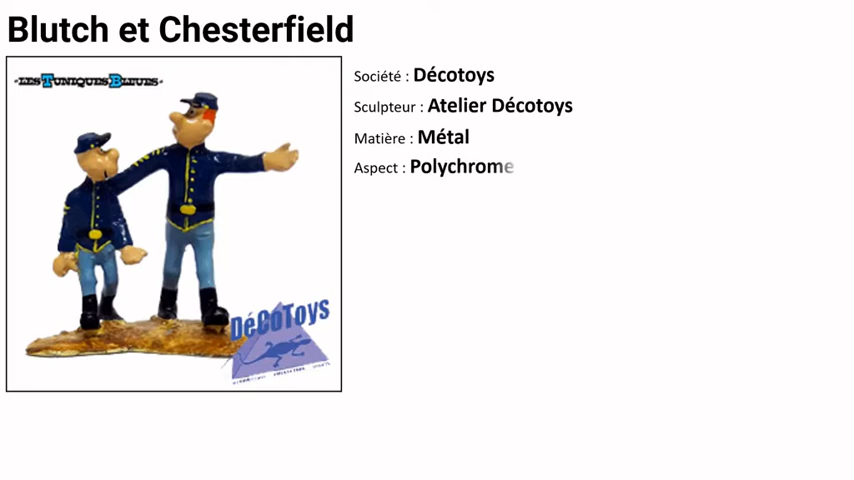 Blutch et Chesterfield
-LES TUNIQUES BLEUES-
Société : Décotoys
Sculpteur : Atelier Décotoys
Matière : Métal
Aspect : Polychrome
DéCoToys